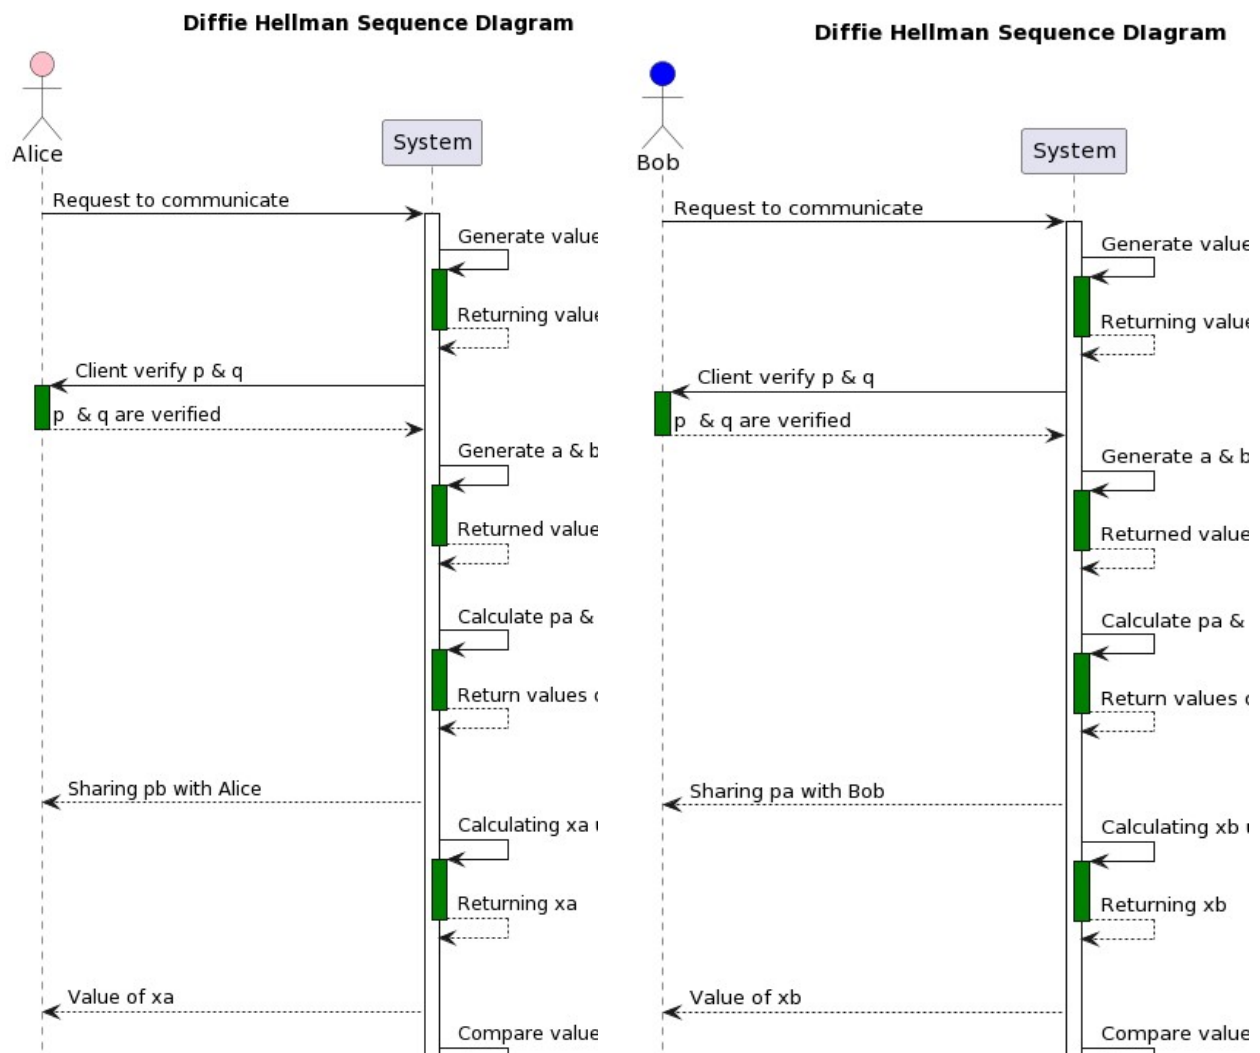 Diffie Hellman Sequence DIagram
Alice
System
Request to communicate
Generate value
Returning value
Client verify p & q
p & q are verified
Generate a & b
Returned value
Calculate pa &
Return values
Sharing pb with Alice
Calculating xa
Returning xa
Value of xa
Compare value
Diffie Hellman Sequence DIagram
Bob
System
Request to communicate
Generate value
Returning value
Client verify p & q
p & q are verified
Generate a & b
Returned value
Calculate pa &
Return values
Sharing pa with Bob
Calculating xb
Returning xb
Value of xb
Compare value